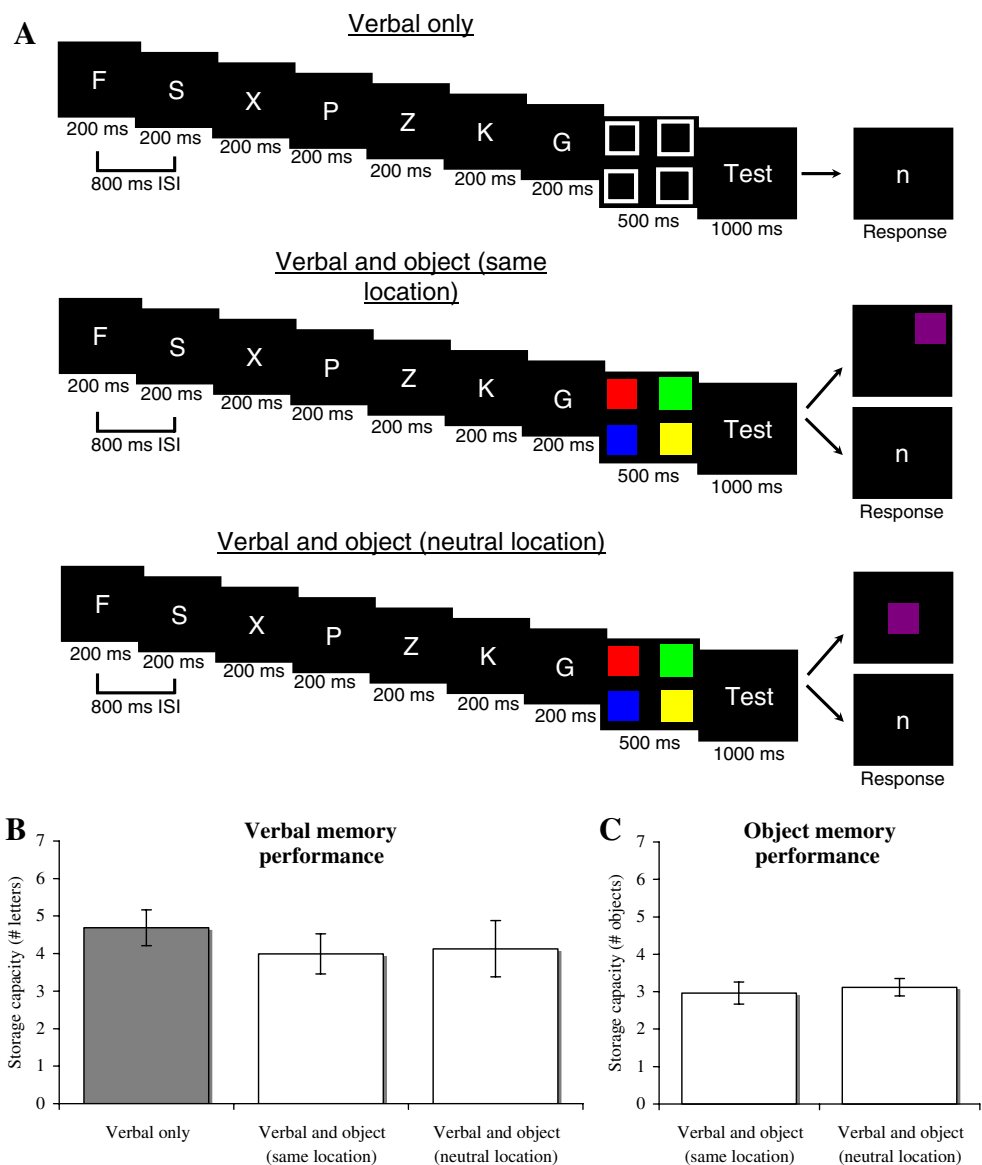 A
Verbal only
F
S
X
P
Z
K
G
Test
n
200 ms
200 ms
200 ms
200 ms
200 ms
200 ms
200 ms
500 ms
1000 ms
Response
800 ms ISI
Verbal and object (same
location)
F
S
X
P
Z
K
G
Test
n
200 ms
200 ms
200 ms
200 ms
200 ms
200 ms
200 ms
500 ms
1000 ms
Response
800 ms ISI
Verbal and object (neutral location)
F
S
X
P
Z
K
G
Test
n
200 ms
200 ms
200 ms
200 ms
200 ms
200 ms
200 ms
500 ms
1000 ms
Response
800 ms ISI
B
Verbal memory
performance
Storage capacity (# letters)
7
6
5
4
3
2
1
0
Verbal only
Verbal and object
(same location)
Verbal and object
(neutral location)
C
Object memory
performance
Storage capacity (# objects)
7
6
5
4
3
2
1
0
Verbal and object
(same location)
Verbal and object
(neutral location)